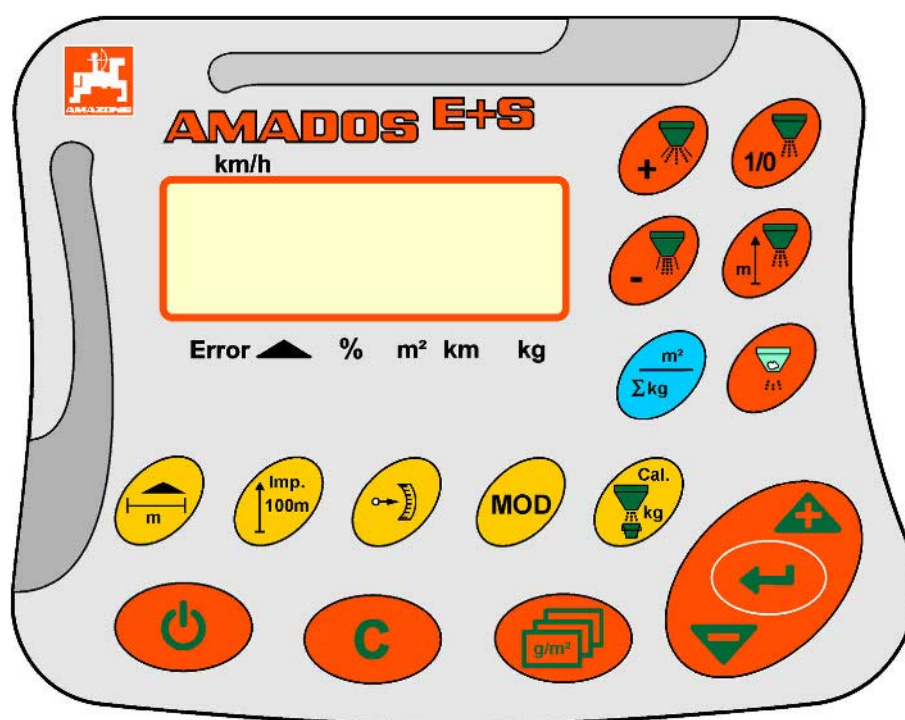 AMAZONE
AMADOS E+S
km/h
+
1/0
-
m
Error % m² km kg
m²
Σkg
m
Imp.
100m
MOD
Cal.
kg
C
g/m²